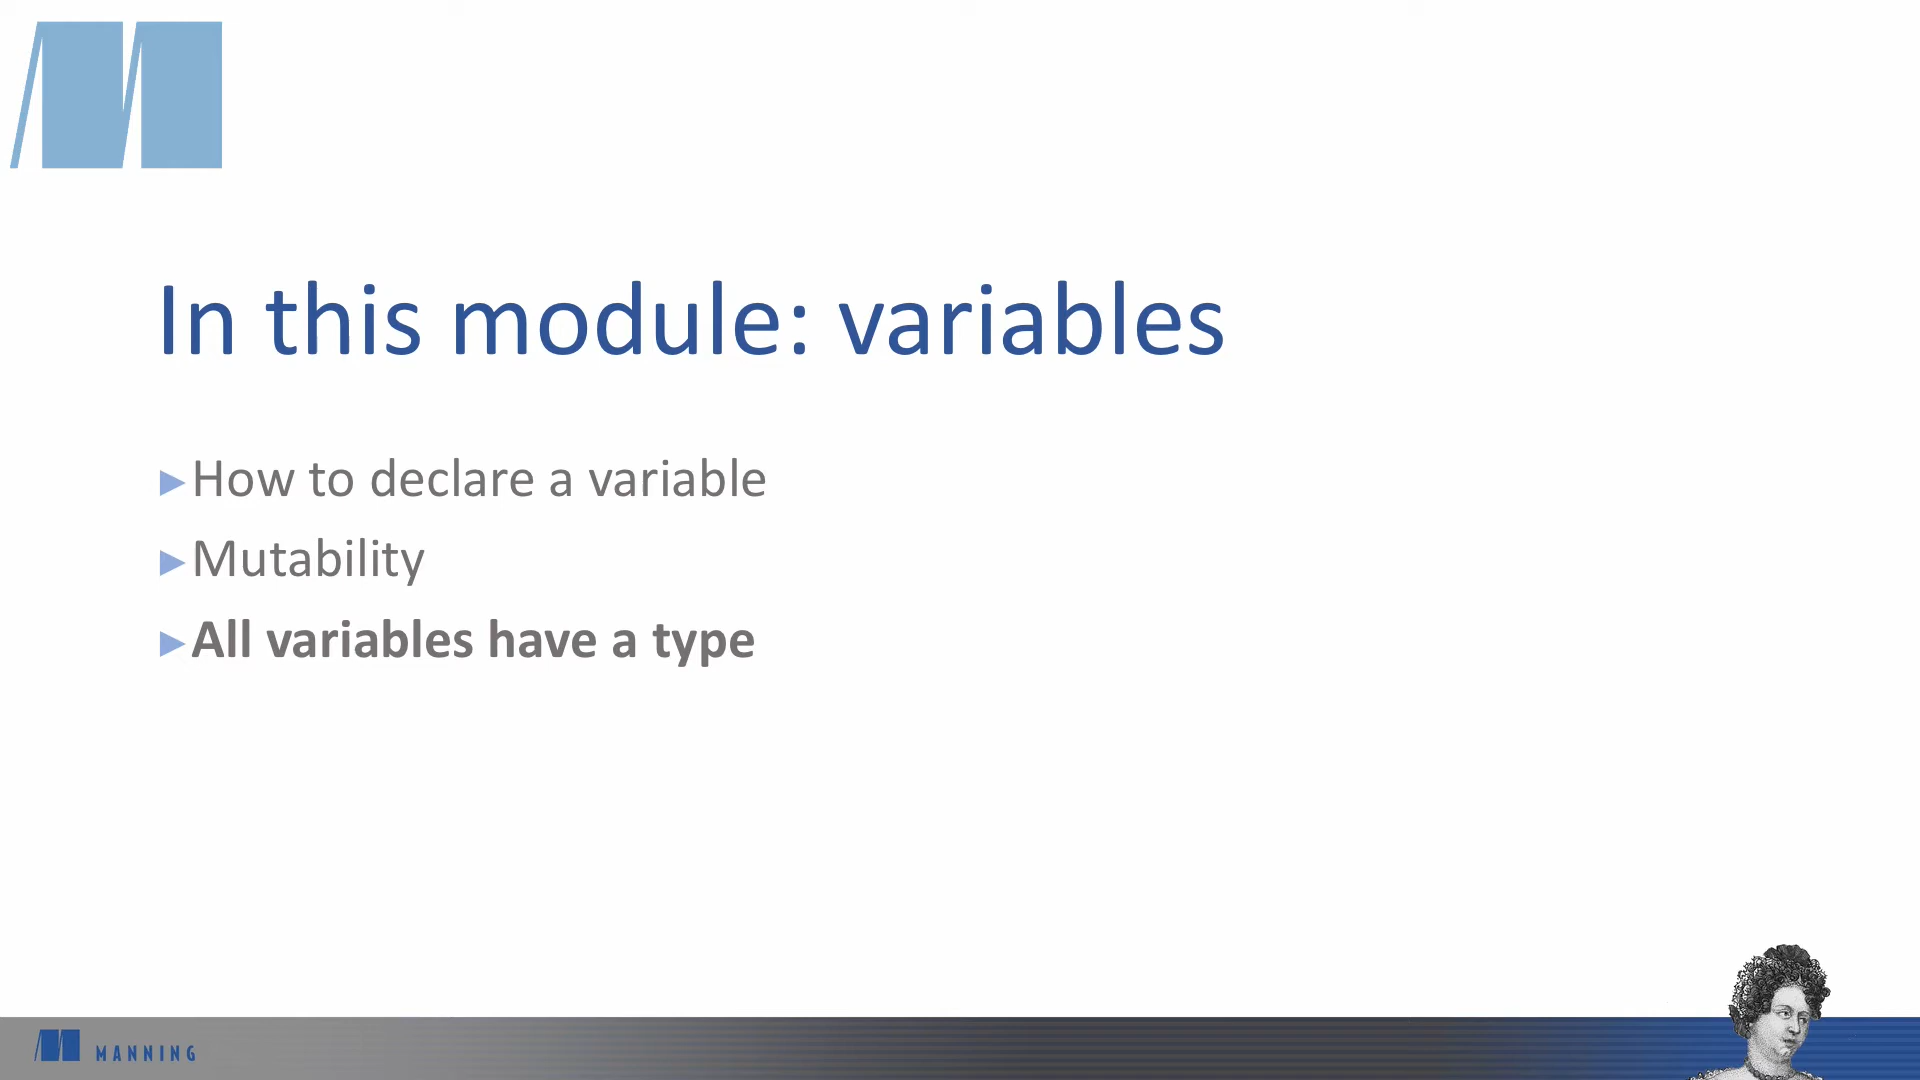 In this module: variables
►How to declare a variable
►Mutability
►All variables have a type
MANNING